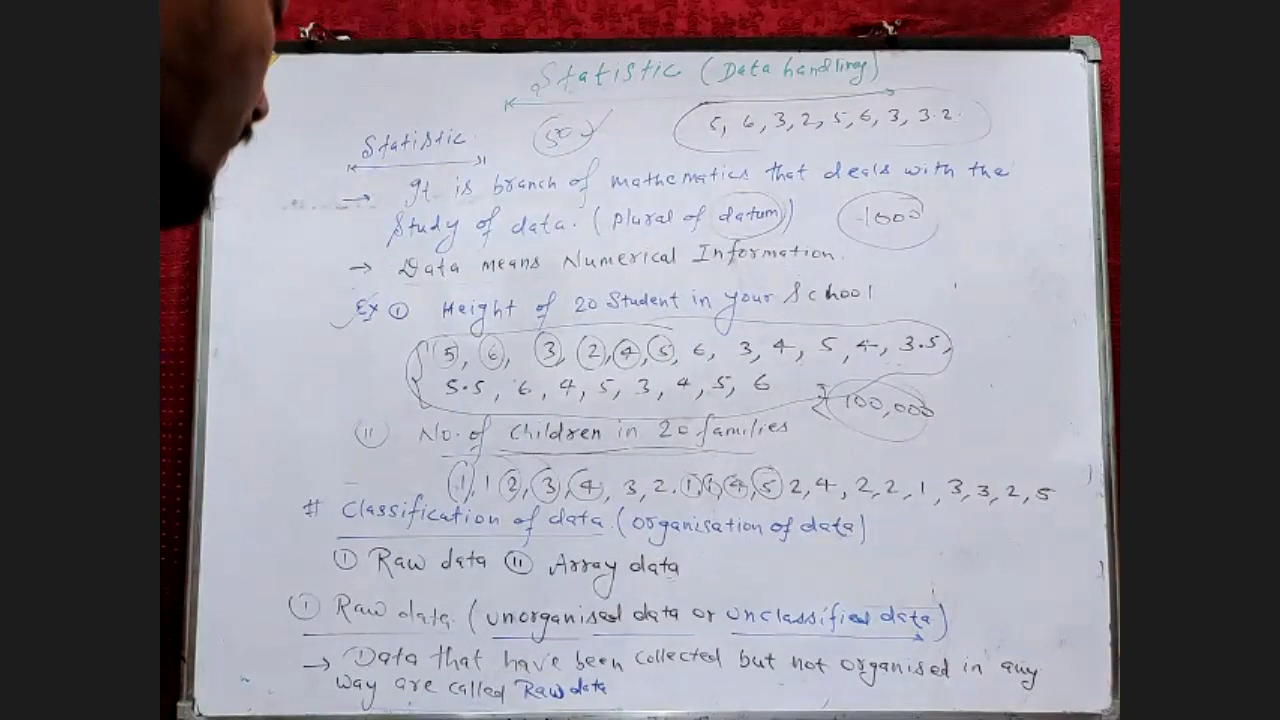 Statistic (Data handling)
50
5, 6, 3, 2, 5, 6, 3, 3.2.
Statistic.
→ It is branch of mathematics that deals with the
Study of data. (Plural of datum)
1000
→ Data means Numerical Information.
Ex ① Height of 20 Student in your School
5, 6, 3, 2, 4, 5, 6, 3, 4, 5, 4, 3.5,
5.5, 6, 4, 5, 3, 4, 5, 6
100,000
(ii) No. of children in 20 families
1, 1 2, 3, 4, 3, 2, 1, 1, 4, 5 2, 4, 2, 2, 1, 3, 3, 2, 5
# Classification of data. (organisation of data)
① Raw data (ii) Array data
① Raw data. (unorganised data or unclassified data)
→ Data that have been collected but not organised in any
way are called Raw data